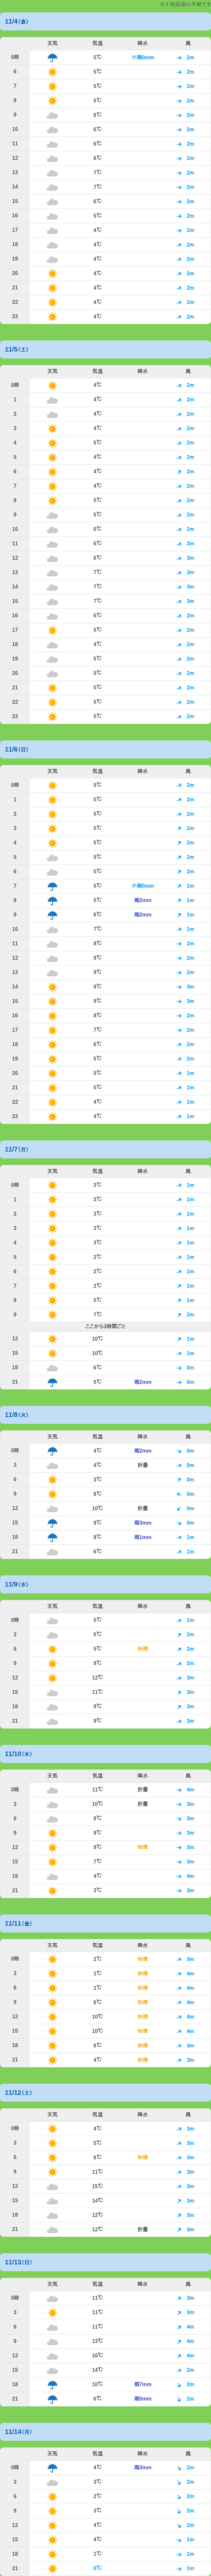 ※十和田湖の予報です
11/4(金)
天気 気温 降水 風
5時 5℃ 小雨0mm 2m
6 5℃ 2m
7 5℃ 2m
8 5℃ 2m
9 6℃ 2m
10 6℃ 2m
11 6℃ 2m
12 6℃ 2m
13 7℃ 2m
14 7℃ 2m
15 6℃ 2m
16 5℃ 2m
17 4℃ 2m
18 4℃ 2m
19 4℃ 2m
20 4℃ 2m
21 4℃ 2m
22 4℃ 2m
23 4℃ 2m
11/5(土)
天気 気温 降水 風
0時 4℃ 2m
1 4℃ 2m
2 4℃ 2m
3 4℃ 2m
4 5℃ 2m
5 4℃ 2m
6 4℃ 2m
7 4℃ 2m
8 5℃ 2m
9 5℃ 2m
10 6℃ 2m
11 6℃ 3m
12 6℃ 3m
13 7℃ 3m
14 7℃ 3m
15 7℃ 3m
16 6℃ 2m
17 5℃ 2m
18 4℃ 2m
19 5℃ 2m
20 5℃ 2m
21 5℃ 2m
22 5℃ 2m
23 5℃ 2m
11/6(日)
天気 気温 降水 風
0時 5℃ 2m
1 5℃ 2m
2 5℃ 2m
3 5℃ 2m
4 5℃ 2m
5 5℃ 2m
6 5℃ 2m
7 5℃ 小雨0mm 1m
8 5℃ 雨2mm 1m
9 6℃ 雨2mm 1m
10 7℃ 1m
11 8℃ 2m
12 9℃ 2m
13 9℃ 2m
14 9℃ 3m
15 9℃ 3m
16 8℃ 2m
17 7℃ 2m
18 6℃ 2m
19 5℃ 2m
20 5℃ 1m
21 5℃ 1m
22 4℃ 1m
23 4℃ 1m
11/7(月)
天気 気温 降水 風
0時 3℃ 1m
1 3℃ 1m
2 3℃ 1m
3 3℃ 1m
4 3℃ 1m
5 2℃ 1m
6 2℃ 1m
7 2℃ 1m
8 5℃ 1m
9 7℃ 2m
ここから3時間ごと
12 10℃ 1m
15 10℃ 1m
18 6℃ 0m
21 5℃ 雨2mm 0m
11/8(火)
天気 気温 降水 風
0時 4℃ 雨2mm 0m
3 4℃ 折畳 0m
6 3℃ 0m
9 8℃ 0m
12 10℃ 折畳 0m
15 9℃ 雨3mm 0m
18 8℃ 雨1mm 1m
21 6℃ 1m
11/9(水)
天気 気温 降水 風
0時 5℃ 1m
3 5℃ 2m
6 5℃ 快晴 2m
9 9℃ 2m
12 12℃ 3m
15 11℃ 3m
18 9℃ 3m
21 9℃ 3m
11/10(木)
天気 気温 降水 風
0時 11℃ 折畳 4m
3 10℃ 折畳 3m
6 8℃ 3m
9 8℃ 3m
12 9℃ 快晴 3m
15 7℃ 3m
18 4℃ 4m
21 3℃ 3m
11/11(金)
天気 気温 降水 風
0時 2℃ 快晴 3m
3 1℃ 快晴 4m
6 1℃ 快晴 4m
9 6℃ 快晴 4m
12 10℃ 快晴 4m
15 10℃ 快晴 4m
18 6℃ 快晴 3m
21 4℃ 快晴 3m
11/12(土)
天気 気温 降水 風
0時 4℃ 3m
3 5℃ 3m
6 6℃ 快晴 3m
9 11℃ 3m
12 15℃ 3m
15 14℃ 3m
18 12℃ 3m
21 12℃ 折畳 3m
11/13(日)
天気 気温 降水 風
0時 11℃ 3m
3 11℃ 3m
6 11℃ 4m
9 13℃ 4m
12 16℃ 4m
15 14℃ 2m
18 10℃ 雨7mm 2m
21 6℃ 雨5mm 2m
11/14(月)
天気 気温 降水 風
0時 4℃ 雨3mm 2m
3 3℃ 2m
6 2℃ 2m
9 3℃ 2m
12 4℃ 2m
15 4℃ 1m
18 1℃ 1m
21 0℃ 1m